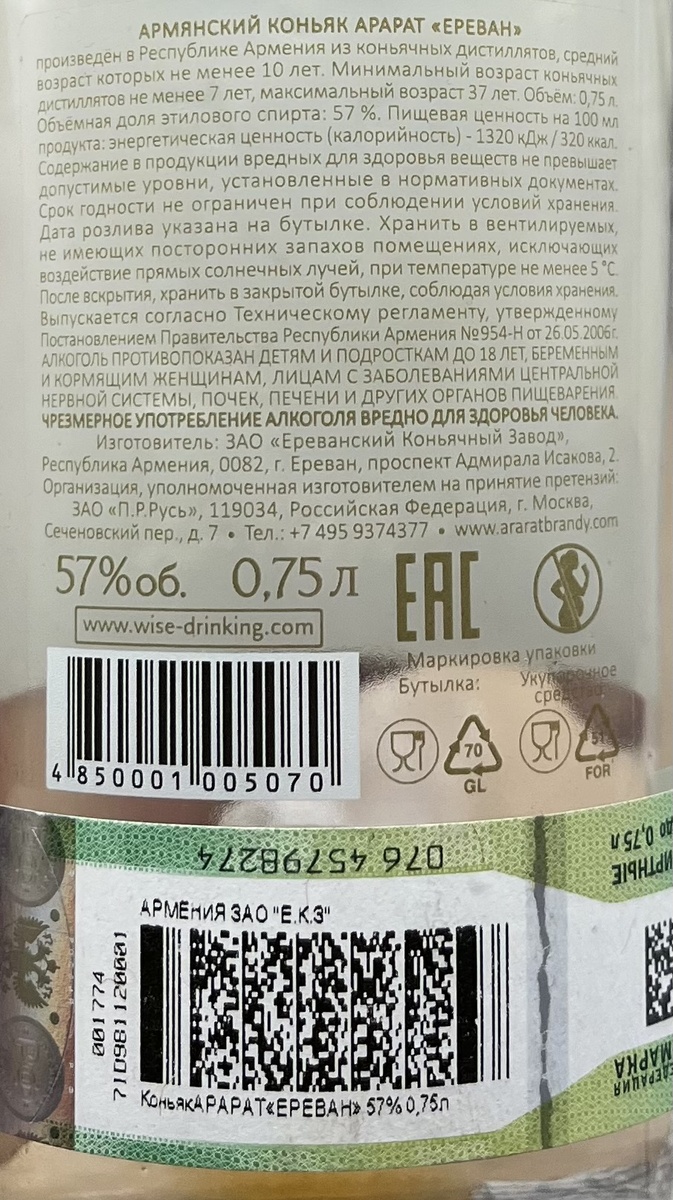 АРМЯНСКИЙ КОНЬЯК АРАРАТ «ЕРЕВАН»
произведён в Республике Армения из коньячных дистиллятов, средний
возраст которых не менее 10 лет. Минимальный возраст коньячных
дистиллятов не менее 7 лет, максимальный возраст 37 лет. Объём: 0,75 л.
Объёмная доля этилового спирта: 57 %. Пищевая ценность на 100 мл
продукта: энергетическая ценность (калорийность) - 1320 кДж / 320 ккал.
Содержание в продукции вредных для здоровья веществ не превышает
допустимые уровни, установленные в нормативных документах.
Срок годности не ограничен при соблюдении условий хранения.
Дата розлива указана на бутылке. Хранить в вентилируемых,
не имеющих посторонних запахов помещениях, исключающих
воздействие прямых солнечных лучей, при температуре не менее 5 °С.
После вскрытия, хранить в закрытой бутылке, соблюдая условия хранения.
Выпускается согласно Техническому регламенту, утвержденному
Постановлением Правительства Республики Армения №954-Н от 26.05.2006г.
АЛКОГОЛЬ ПРОТИВОПОКАЗАН ДЕТЯМ И ПОДРОСТКАМ ДО 18 ЛЕТ, БЕРЕМЕННЫМ
И КОРМЯЩИМ ЖЕНЩИНАМ, ЛИЦАМ С ЗАБОЛЕВАНИЯМИ ЦЕНТРАЛЬНОЙ
НЕРВНОЙ СИСТЕМЫ, ПОЧЕК, ПЕЧЕНИ И ДРУГИХ ОРГАНОВ ПИЩЕВАРЕНИЯ.
ЧРЕЗМЕРНОЕ УПОТРЕБЛЕНИЕ АЛКОГОЛЯ ВРЕДНО ДЛЯ ЗДОРОВЬЯ ЧЕЛОВЕКА.
Изготовитель: ЗАО «Ереванский Коньячный Завод»,
Республика Армения, 0082, г. Ереван, проспект Адмирала Исакова, 2.
Организация, уполномоченная изготовителем на принятие претензий:
ЗАО «П.Р.Русь», 119034, Российская Федерация, г. Москва,
Сеченовский пер., д. 7 • Тел.: +7 495 9374377 • www.araratbrandy.com
57%об. 0,75 л
EAC
www.wise-drinking.com
Маркировка упаковки
Бутылка: Укупорочное
средство:
70
GL
51
FOR
4 850001 005070
076 45798274
ИРТНЫЕ
до 0,75 л
АРМЕНИЯ ЗАО "Е.К.З"
001774
710981120001
КоньякАРАРАТ«ЕРЕВАН» 57% 0,75л
ЕДЕРАЦИЯ
МАРКА